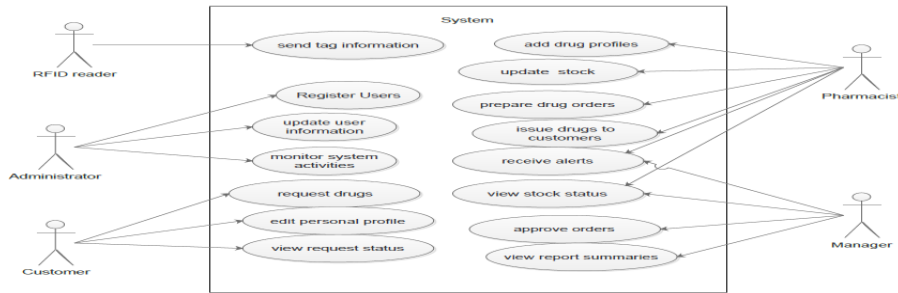 System
send tag information
add drug profiles
RFID reader
update stock
Pharmacist
Register Users
prepare drug orders
update user
information
issue drugs to
customers
Administrator
monitor system
activities
receive alerts
request drugs
view stock status
edit personal profile
Customer
view request status
approve orders
Manager
view report summaries